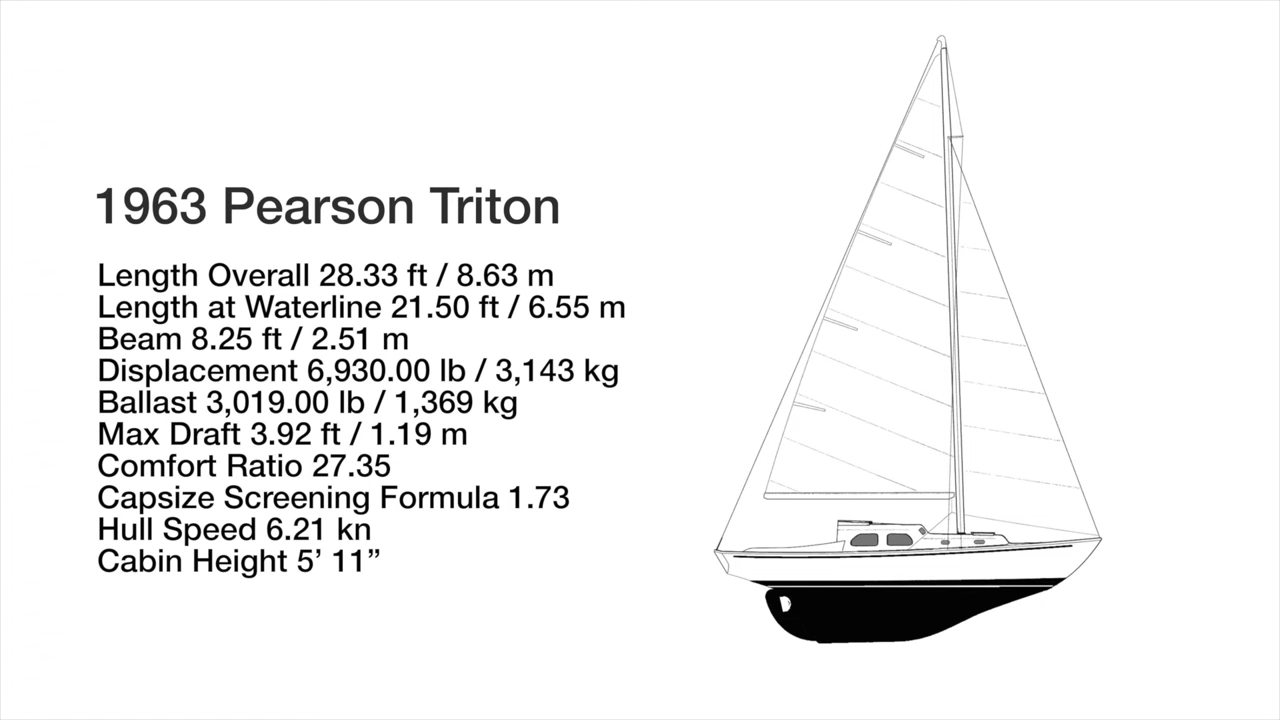 1963 Pearson Triton
Length Overall 28.33 ft / 8.63 m
Length at Waterline 21.50 ft / 6.55 m
Beam 8.25 ft / 2.51 m
Displacement 6,930.00 lb / 3,143 kg
Ballast 3,019.00 lb / 1,369 kg
Max Draft 3.92 ft / 1.19 m
Comfort Ratio 27.35
Capsize Screening Formula 1.73
Hull Speed 6.21 kn
Cabin Height 5’ 11”